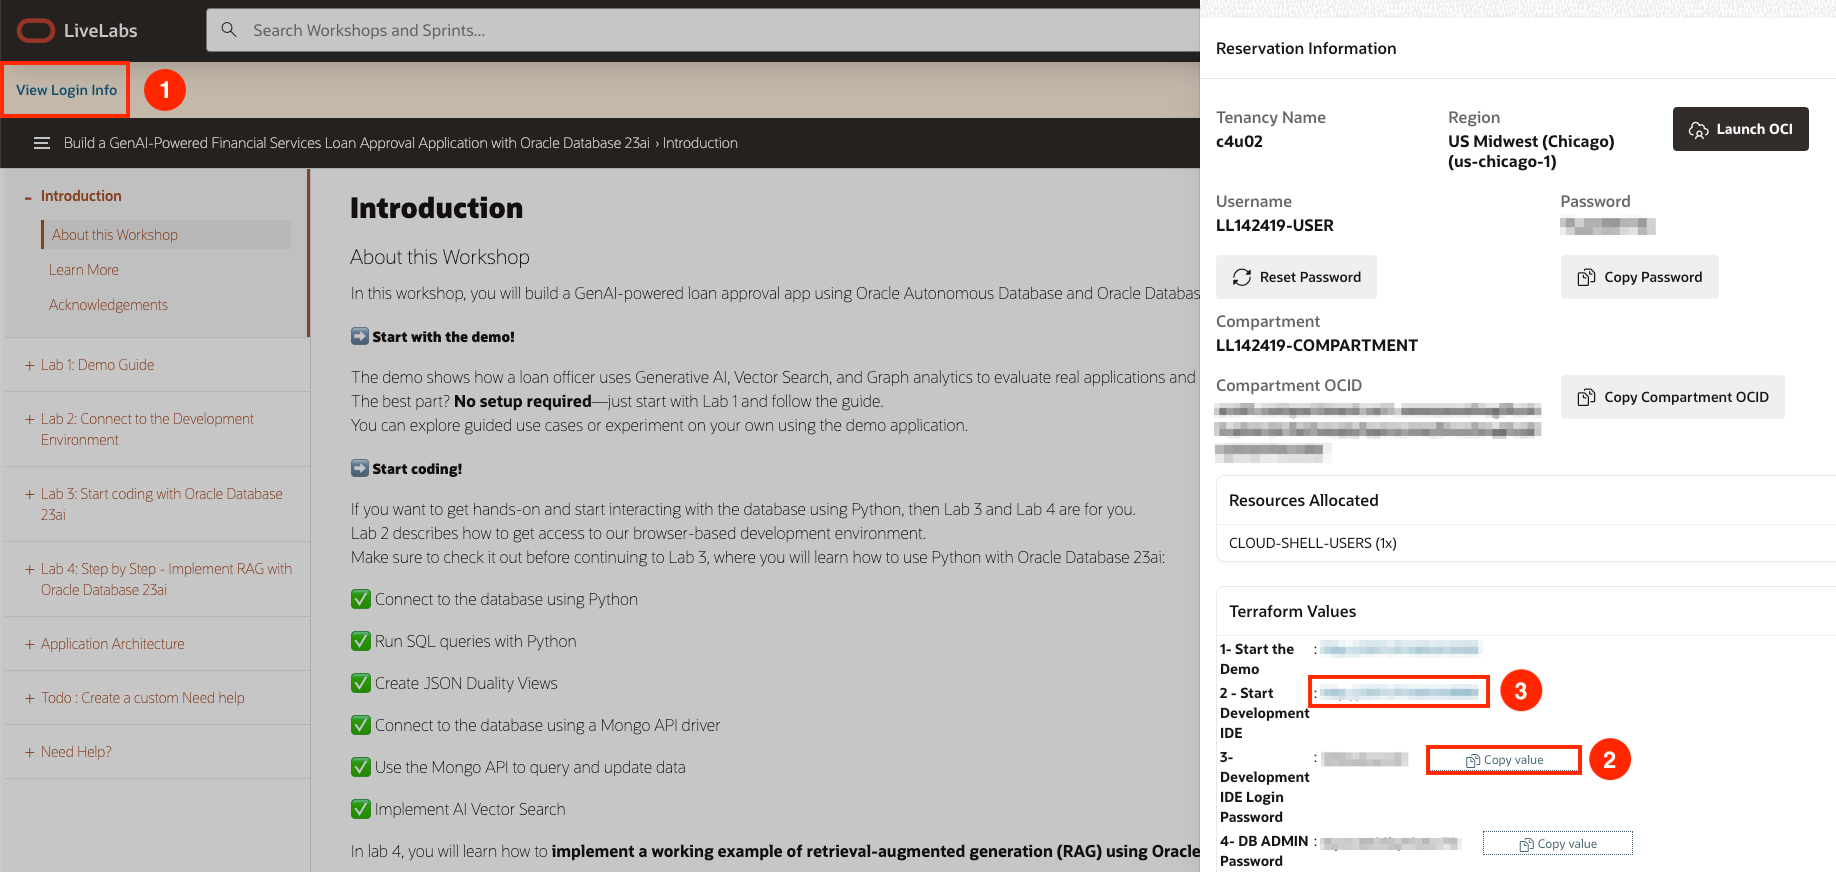 LiveLabs
Search Workshops and Sprints...
View Login Info
1
Build a GenAI-Powered Financial Services Loan Approval Application with Oracle Database 23ai › Introduction
- Introduction
About this Workshop
Learn More
Acknowledgements
+ Lab 1: Demo Guide
+ Lab 2: Connect to the Development
Environment
+ Lab 3: Start coding with Oracle Database
23ai
+ Lab 4: Step by Step - Implement RAG with
Oracle Database 23ai
+ Application Architecture
+ Todo : Create a custom Need help
+ Need Help?
Introduction
About this Workshop
In this workshop, you will build a GenAI-powered loan approval app using Oracle Autonomous Database and Oracle Databas
➡️ Start with the demo!
The demo shows how a loan officer uses Generative AI, Vector Search, and Graph analytics to evaluate real applications and
The best part? No setup required—just start with Lab 1 and follow the guide.
You can explore guided use cases or experiment on your own using the demo application.
➡️ Start coding!
If you want to get hands-on and start interacting with the database using Python, then Lab 3 and Lab 4 are for you.
Lab 2 describes how to get access to our browser-based development environment.
Make sure to check it out before continuing to Lab 3, where you will learn how to use Python with Oracle Database 23ai:
✅ Connect to the database using Python
✅ Run SQL queries with Python
✅ Create JSON Duality Views
✅ Connect to the database using a Mongo API driver
✅ Use the Mongo API to query and update data
✅ Implement AI Vector Search
In lab 4, you will learn how to implement a working example of retrieval-augmented generation (RAG) using Oracle
Reservation Information
Tenancy Name
c4u02
Region
US Midwest (Chicago)
(us-chicago-1)
Launch OCI
Username
LL142419-USER
Password
Reset Password
Copy Password
Compartment
LL142419-COMPARTMENT
Compartment OCID
Copy Compartment OCID
Resources Allocated
CLOUD-SHELL-USERS (1x)
Terraform Values
1- Start the :
Demo
2 - Start :
Development
IDE
3
3- :
Development
IDE Login
Password
Copy value
2
4- DB ADMIN :
Password
Copy value